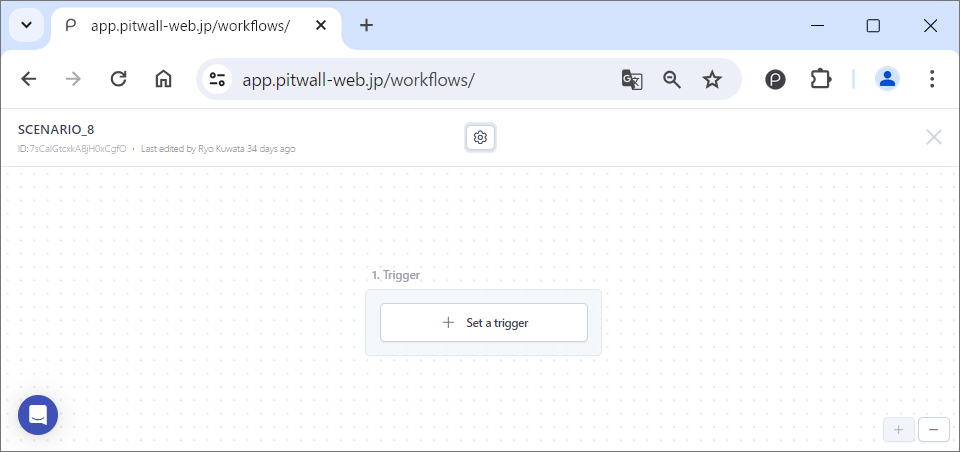 app.pitwall-web.jp/workflows/
app.pitwall-web.jp/workflows/
SCENARIO_8
ID: 7sCalGtcxkA8jH0xCgfO • Last edited by Ryo Kuwata 34 days ago
1. Trigger
Set a trigger